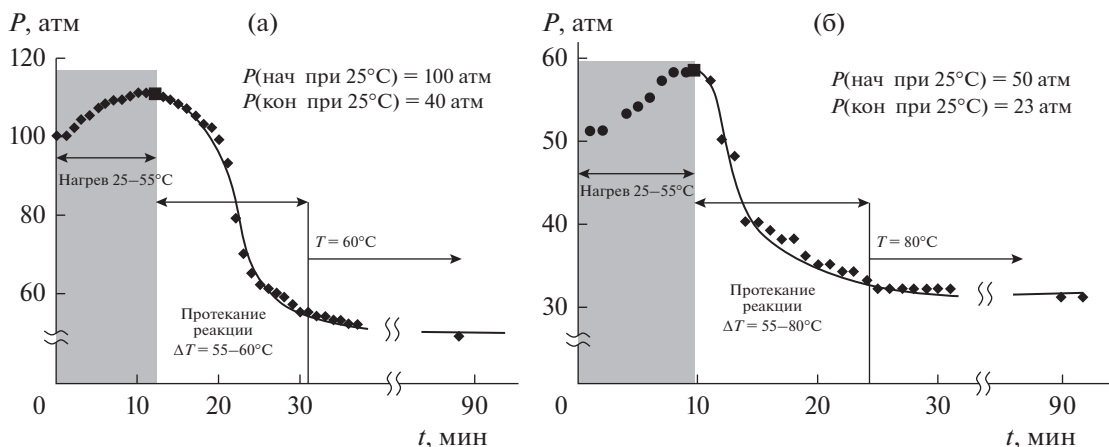 P, атм
(а)
120
100
80
60
0
10
20
30
90
t, мин
P(нач при 25°C) = 100 атм
P(кон при 25°C) = 40 атм
Нагрев 25–55°C
T = 60°C
Протекание
реакции
ΔT = 55–60°C
P, атм
(б)
60
50
40
30
0
10
20
30
90
t, мин
P(нач при 25°C) = 50 атм
P(кон при 25°C) = 23 атм
Нагрев 25–55°C
T = 80°C
Протекание
реакции
ΔT = 55–80°C